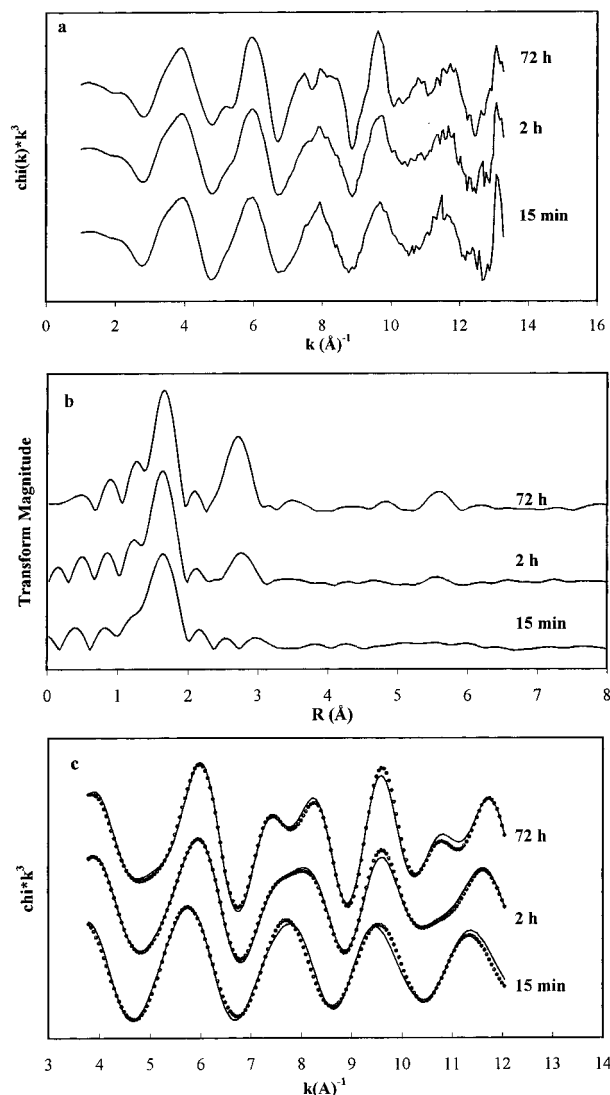 a
72 h
2 h
15 min
chi(k)*k³
0 2 4 6 8 10 12 14 16
k (Å)⁻¹
b
72 h
2 h
15 min
Transform Magnitude
0 1 2 3 4 5 6 7 8
R (Å)
c
72 h
2 h
15 min
chi*k³
3 4 5 6 7 8 9 10 11 12 13 14
k(A)⁻¹